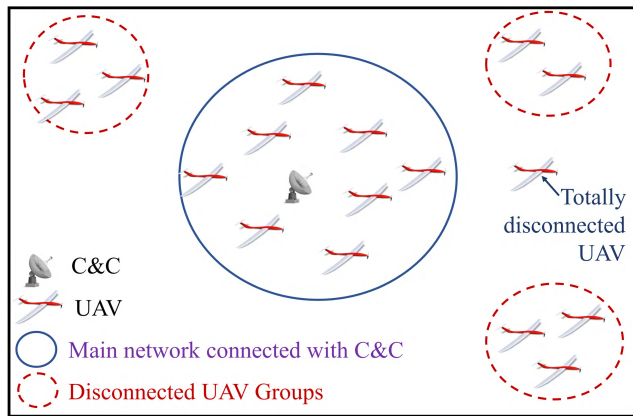 Totally
disconnected
UAV
C&C
UAV
Main network connected with C&C
Disconnected UAV Groups